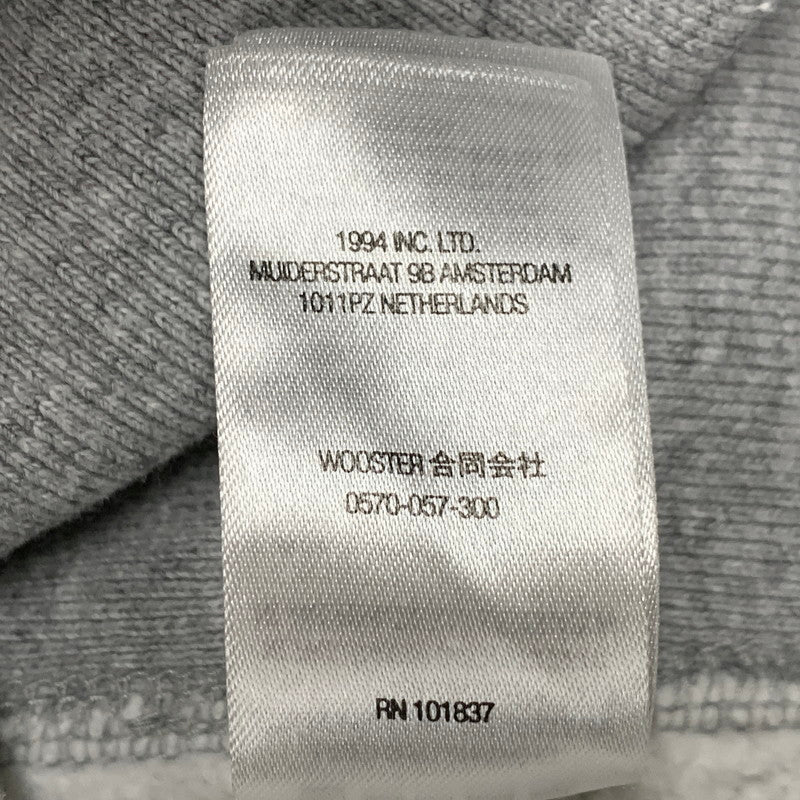 1994 INC. LTD.
MUIDERSTRAAT 9B AMSTERDAM
1011PZ NETHERLANDS
WOOSTER 合同会社
0570-057-300
RN 101837